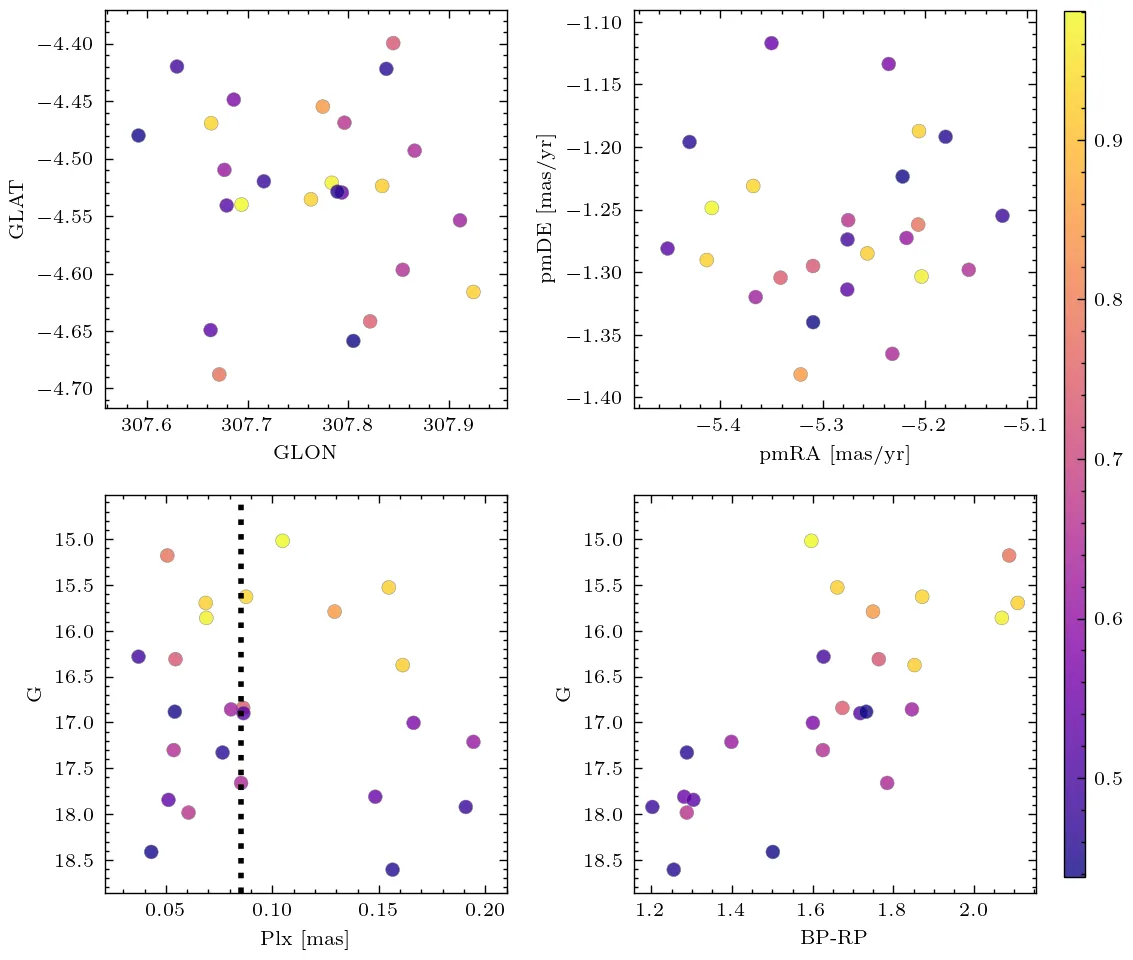 −4.40
−4.45
−4.50
−4.55
−4.60
−4.65
−4.70
GLAT
307.6 307.7 307.8 307.9
GLON
−1.10
−1.15
−1.20
−1.25
−1.30
−1.35
−1.40
pmDE [mas/yr]
−5.4 −5.3 −5.2 −5.1
pmRA [mas/yr]
15.0
15.5
16.0
16.5
17.0
17.5
18.0
18.5
G
0.05 0.10 0.15 0.20
Plx [mas]
15.0
15.5
16.0
16.5
17.0
17.5
18.0
18.5
G
1.2 1.4 1.6 1.8 2.0
BP-RP
0.9
0.8
0.7
0.6
0.5